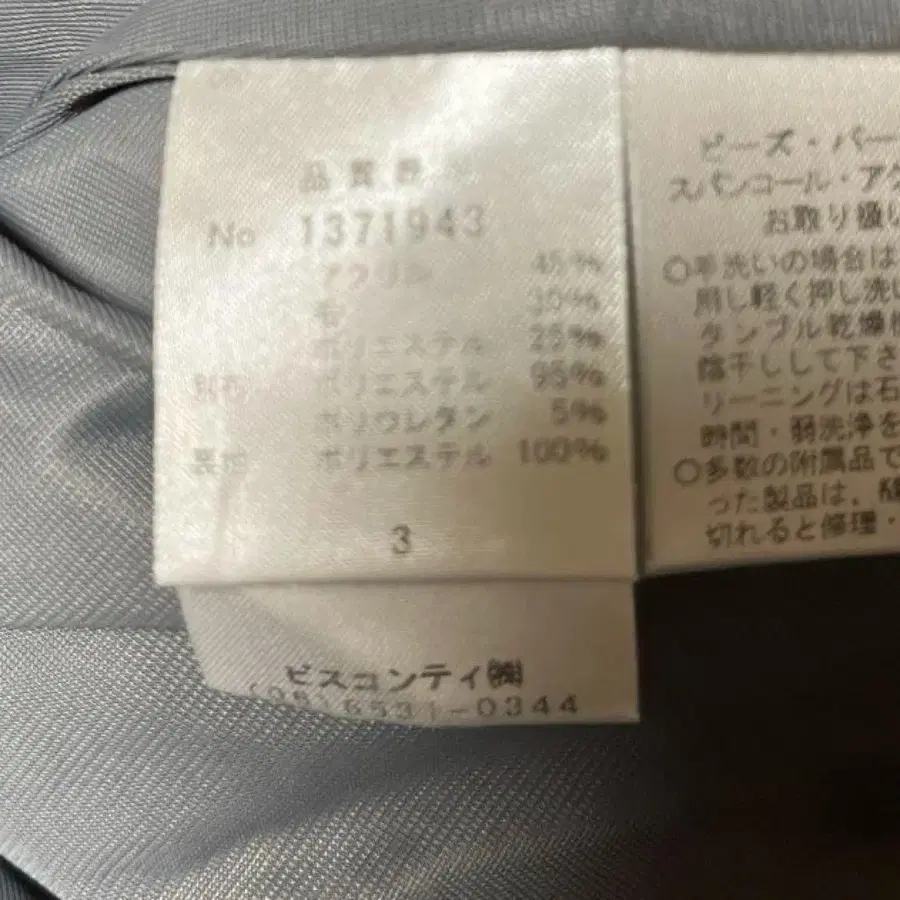 品質表示
No 1371943
アクリル 45%
毛 30%
ポリエステル 25%
別布 ポリエステル 95%
ポリウレタン 5%
裏地 ポリエステル 100%
3
ビスコンティ㈱
(06)6531-0344
ビーズ・パー
スパンコール・アク
お取り扱い
○手洗いの場合は
用し軽く押し洗い
タンブル乾燥
陰干しして下さ
リーニングは石
時間・弱洗浄を
○多数の附属品で
った製品は、
切れると修理・